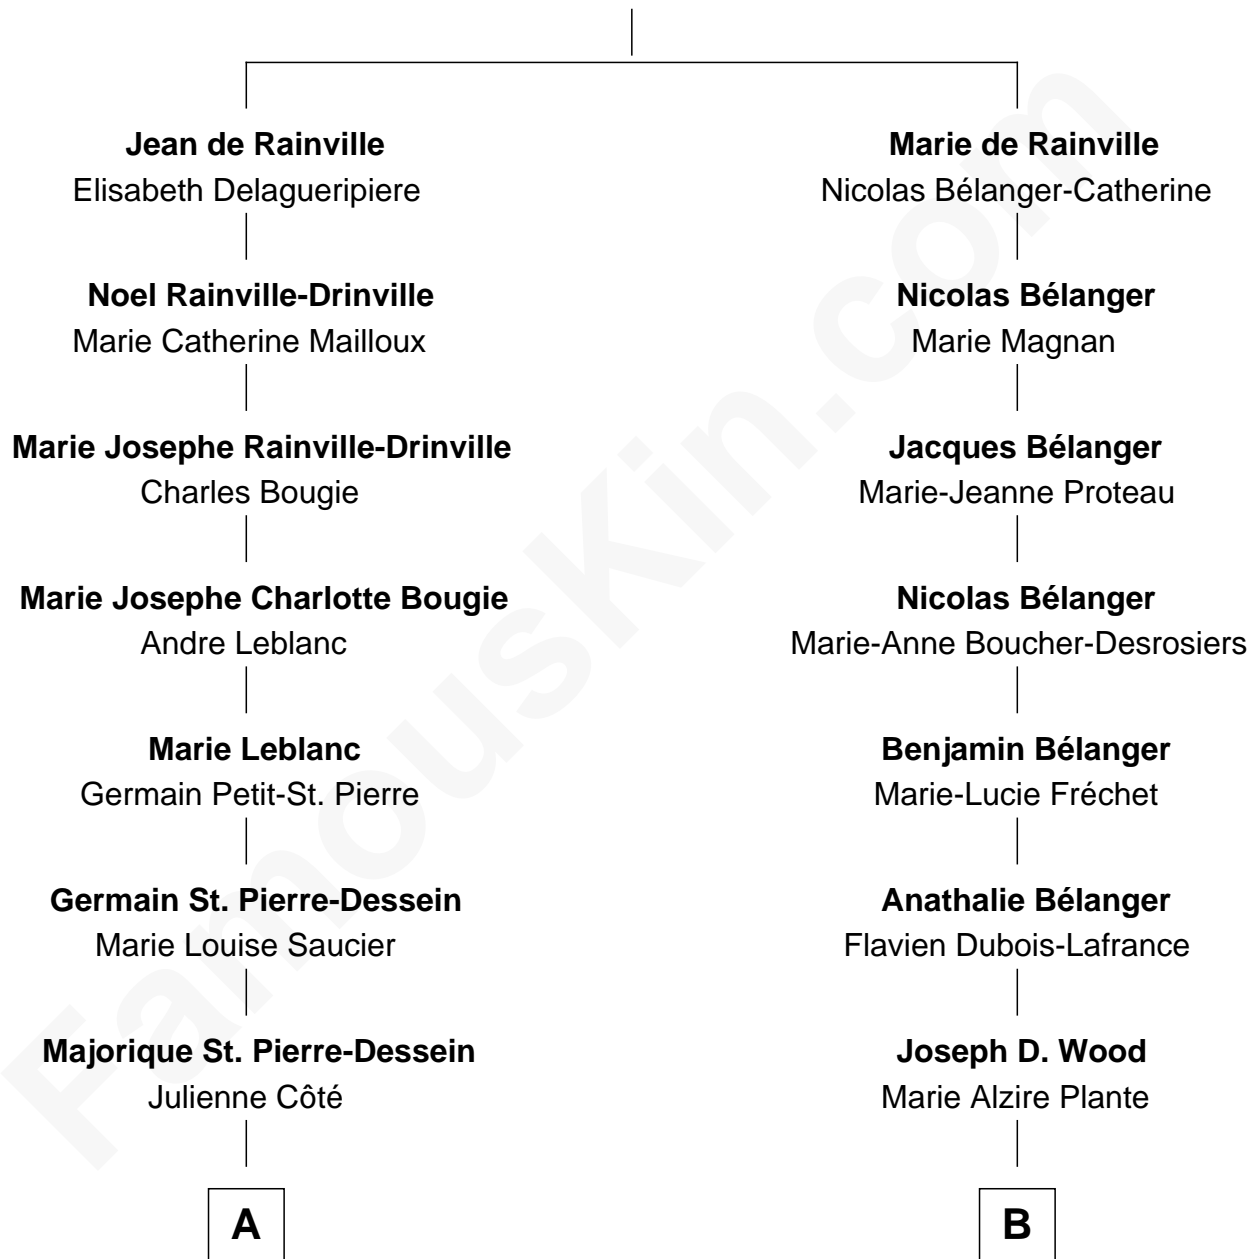 Jean de Rainville
Elisabeth Delagueripiere
Noel Rainville-Drinville
Marie Catherine Mailloux
Marie Josephe Rainville-Drinville
Charles Bougie
Marie Josephe Charlotte Bougie
Andre Leblanc
Marie Leblanc
Germain Petit-St. Pierre
Germain St. Pierre-Dessein
Marie Louise Saucier
Majorique St. Pierre-Dessein
Julienne Côté
A
Marie de Rainville
Nicolas Bélanger-Catherine
Nicolas Bélanger
Marie Magnan
Jacques Bélanger
Marie-Jeanne Proteau
Nicolas Bélanger
Marie-Anne Boucher-Desrosiers
Benjamin Bélanger
Marie-Lucie Fréchet
Anathalie Bélanger
Flavien Dubois-Lafrance
Joseph D. Wood
Marie Alzire Plante
B
FamousKin.com